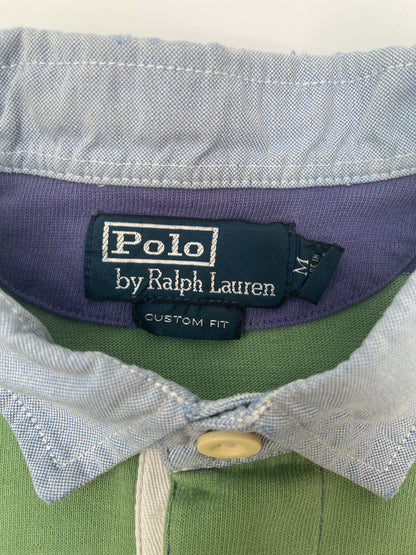 Polo
by Ralph Lauren
M
CUSTOM FIT